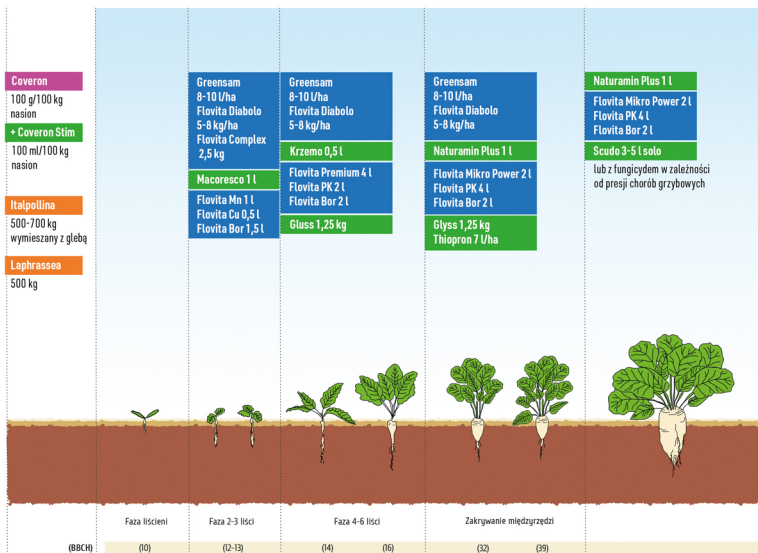 Coveron
100 g/100 kg
nasion
+ Coveron Stim
100 ml/100 kg
nasion
Italpollina
500-700 kg
wymieszany z glebą
Laphrassea
500 kg
Greensam
8-10 l/ha
Flovita Diabolo
5-8 kg/ha
Flovita Complex
2,5 kg
Macoresco 1 l
Flovita Mn 1 l
Flovita Cu 0,5 l
Flovita Bor 1,5 l
Greensam
8-10 l/ha
Flovita Diabolo
5-8 kg/ha
Krzemo 0,5 l
Flovita Premium 4 l
Flovita PK 2 l
Flovita Bor 2 l
Gluss 1,25 kg
Greensam
8-10 l/ha
Flovita Diabolo
5-8 kg/ha
Naturamin Plus 1 l
Flovita Mikro Power 2 l
Flovita PK 4 l
Flovita Bor 2 l
Glyss 1,25 kg
Thiopron 7 l/ha
Naturamin Plus 1 l
Flovita Mikro Power 2 l
Flovita PK 4 l
Flovita Bor 2 l
Scudo 3-5 l solo
lub z fungicydem w zależności
od presji chorób grzybowych
Faza liścieni
Faza 2-3 liści
Faza 4-6 liści
Zakrywanie międzyrzędzi
(BBCH) (10) (12-13) (14) (16) (32) (39)